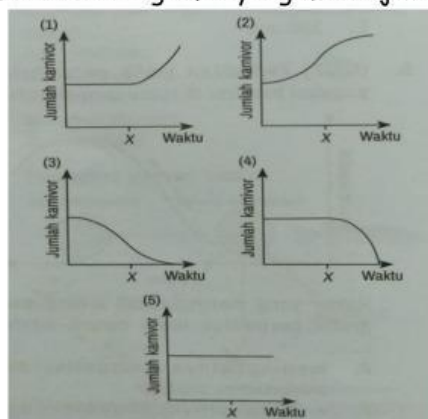 (1)
Jumlah karnivor
X
Waktu
(2)
Jumlah karnivor
X
Waktu
(3)
Jumlah karnivor
X
Waktu
(4)
Jumlah karnivor
X
Waktu
(5)
Jumlah karnivor
X
Waktu